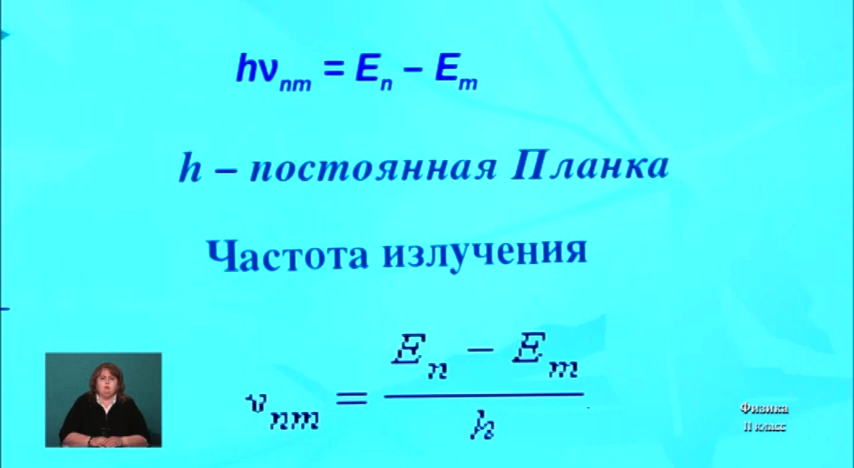 hν_nm = E_n – E_m
h – постоянная Планка
Частота излучения
ν_nm = (E_n – E_m) / h
Физика
11 класс